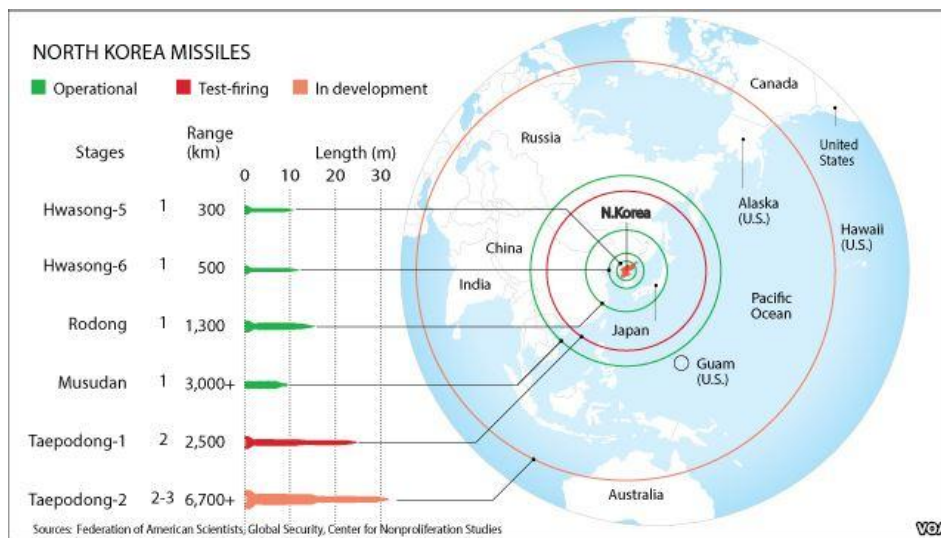 NORTH KOREA MISSILES
Operational Test-firing In development
Stages Range (km) Length (m)
0 10 20 30
Hwasong-5 1 300
Hwasong-6 1 500
Rodong 1 1,300
Musudan 1 3,000+
Taepodong-1 2 2,500
Taepodong-2 2-3 6,700+
Canada
Russia
United
States
N.Korea
Alaska
(U.S.)
Hawaii
(U.S.)
China
India
Pacific
Ocean
Japan
Guam
(U.S.)
Australia
Sources: Federation of American Scientists, Global Security, Center for Nonproliferation Studies
VOA